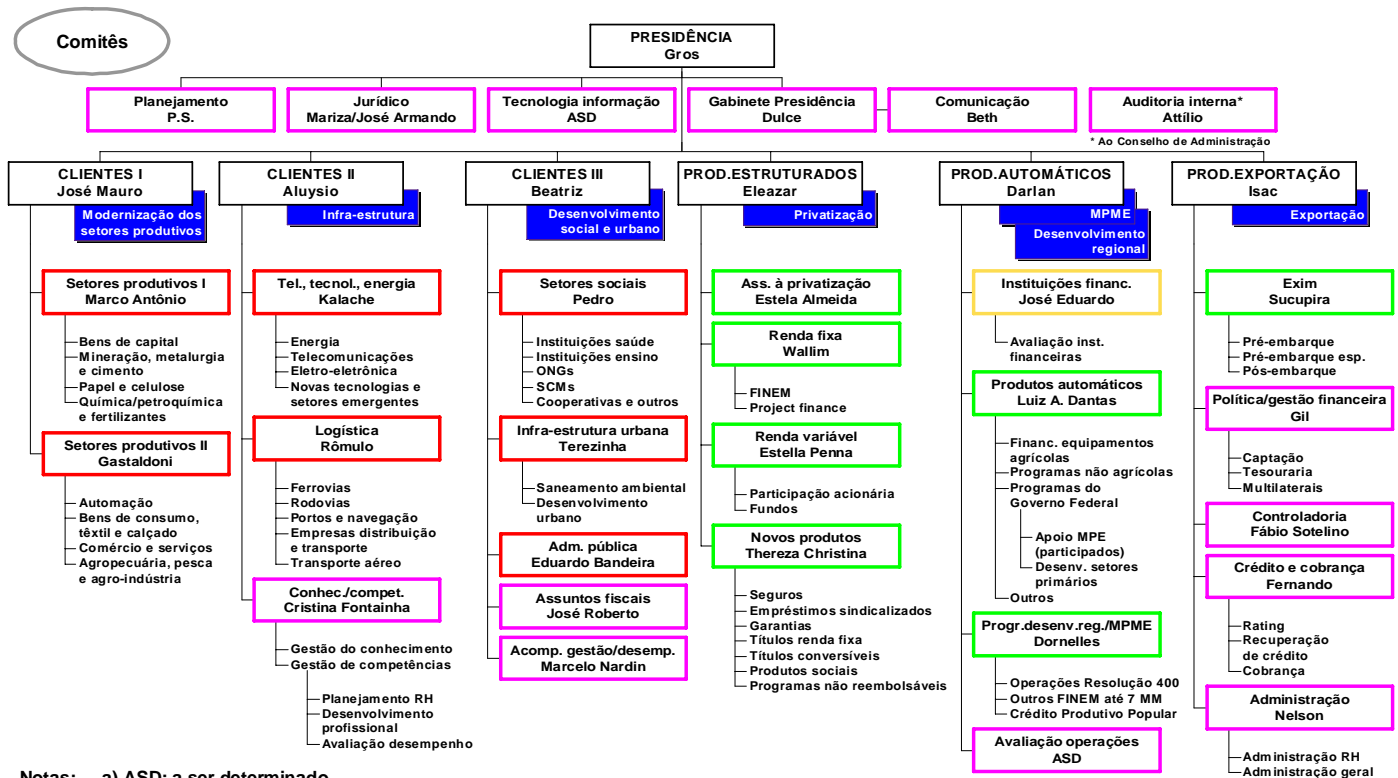 Comitês
PRESIDÊNCIA
Gros
Planejamento
P.S.
Jurídico
Mariza/José Armando
Tecnologia informação
ASD
Gabinete Presidência
Dulce
Comunicação
Beth
Auditoria interna*
Attílio
* Ao Conselho de Administração
CLIENTES I
José Mauro
Modernização dos
setores produtivos
Setores produtivos I
Marco Antônio
Bens de capital
Mineração, metalurgia
e cimento
Papel e celulose
Química/petroquímica
e fertilizantes
Setores produtivos II
Gastaldoni
Automação
Bens de consumo,
têxtil e calçado
Comércio e serviços
Agropecuária, pesca
e agro-indústria
CLIENTES II
Aluysio
Infra-estrutura
Tel., tecnol., energia
Kalache
Energia
Telecomunicações
Eletro-eletrônica
Novas tecnologias e
setores emergentes
Logística
Rômulo
Ferrovias
Rodovias
Portos e navegação
Empresas distribuição
e transporte
Transporte aéreo
Conhec./compet.
Cristina Fontainha
Gestão do conhecimento
Gestão de competências
Planejamento RH
Desenvolvimento
profissional
Avaliação desempenho
CLIENTES III
Beatriz
Desenvolvimento
social e urbano
Setores sociais
Pedro
Instituições saúde
Instituições ensino
ONGs
SCMs
Cooperativas e outros
Infra-estrutura urbana
Terezinha
Saneamento ambiental
Desenvolvimento
urbano
Adm. pública
Eduardo Bandeira
Assuntos fiscais
José Roberto
Acomp. gestão/desemp.
Marcelo Nardin
PROD.ESTRUTURADOS
Eleazar
Privatização
Ass. à privatização
Estela Almeida
Renda fixa
Wallim
FINEM
Project finance
Renda variável
Estella Penna
Participação acionária
Fundos
Novos produtos
Thereza Christina
Seguros
Empréstimos sindicalizados
Garantias
Títulos renda fixa
Títulos conversíveis
Produtos sociais
Programas não reembolsáveis
PROD.AUTOMÁTICOS
Darlan
MPME
Desenvolvimento
regional
Instituições financ.
José Eduardo
Avaliação inst.
financeiras
Produtos automáticos
Luiz A. Dantas
Financ. equipamentos
agrícolas
Programas não agrícolas
Programas do
Governo Federal
Apoio MPE
(participados)
Desenv. setores
primários
Outros
Progr.desenv.reg./MPME
Dornelles
Operações Resolução 400
Outros FINEM até 7 MM
Crédito Produtivo Popular
Avaliação operações
ASD
PROD.EXPORTAÇÃO
Isac
Exportação
Exim
Sucupira
Pré-embarque
Pré-embarque esp.
Pós-embarque
Política/gestão financeira
Gil
Captação
Tesouraria
Multilaterais
Controladoria
Fábio Sotelino
Crédito e cobrança
Fernando
Rating
Recuperação
de crédito
Cobrança
Administração
Nelson
Administração RH
Administração geral
Notas: a) ASD: a ser determinado